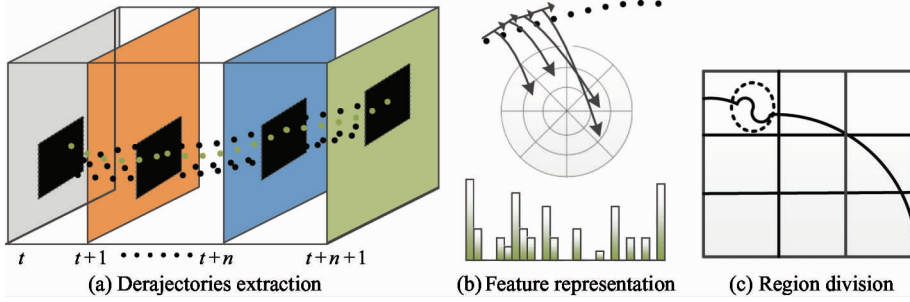 t t+1 t+n t+n+1
(a) Derajectories extraction
(b) Feature representation
(c) Region division